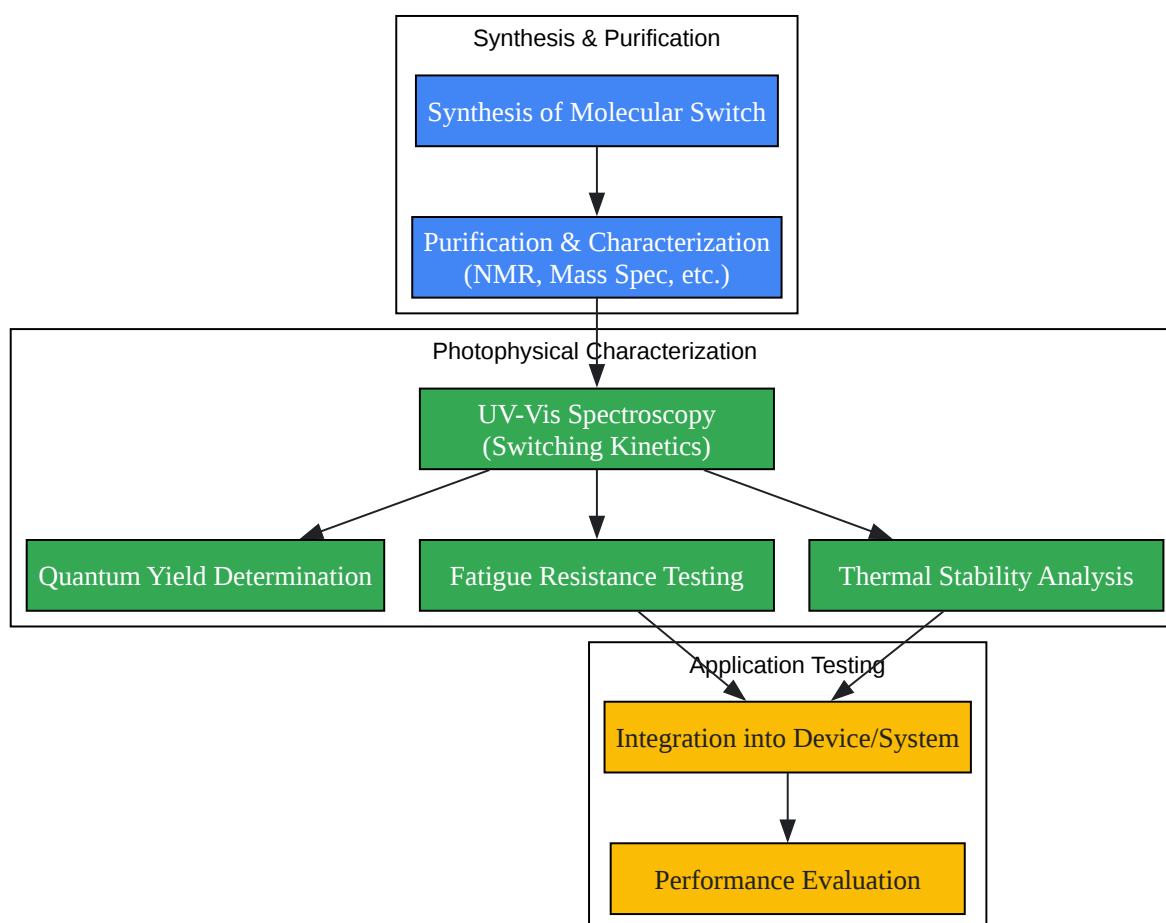 Synthesis & Purification
Synthesis of Molecular Switch
Purification & Characterization
(NMR, Mass Spec, etc.)
Photophysical Characterization
UV-Vis Spectroscopy
(Switching Kinetics)
Quantum Yield Determination
Fatigue Resistance Testing
Thermal Stability Analysis
Application Testing
Integration into Device/System
Performance Evaluation